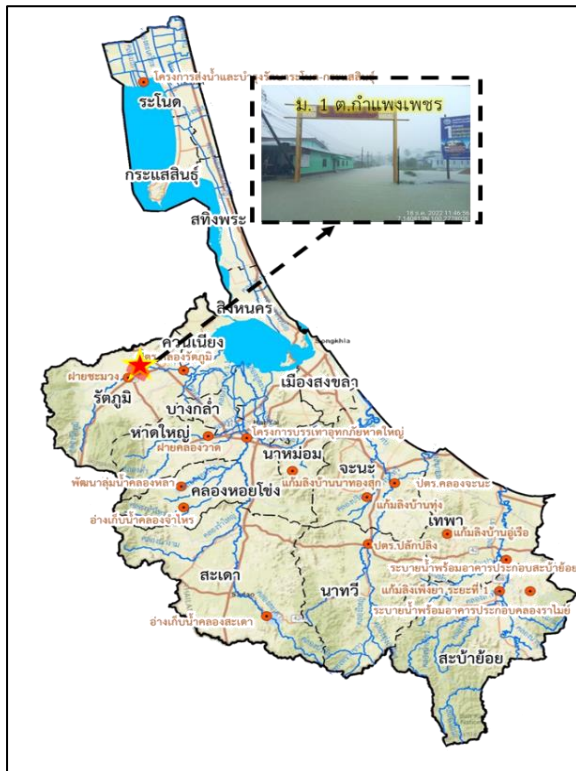 โครงการส่งน้ำและบำรุงรักษาระโนด-กระแสสินธุ์
ระโนด
ม. 1 ต.กำแพงเพชร
กระแสสินธุ์
สทิงพระ
สิงหนคร
ควนเนียง
ปตร.คลองรัตภูมิ
Songkhla
ฝายชะมวง
เมืองสงขลา
รัตภูมิ
บางกล่ำ
หาดใหญ่
โครงการบรรเทาอุทกภัยหาดใหญ่
ฝายคลองวาด
นาหม่อม
จะนะ
พัฒนาลุ่มน้ำคลองหลา
แก้มลิงบ้านนาทองสุก
ปตร.คลองจะนะ
คลองหอยโข่ง
แก้มลิงบ้านทุ่ง
เทพา
อ่างเก็บน้ำคลองจำไหร
แก้มลิงบ้านอู่เรือ
ปตร.ปลักปลิง
ระบายน้ำพร้อมอาคารประกอบสะบ้าย้อย
สะเดา
นาทวี
แก้มลิงเพ่งยา ระยะที่ 1
ระบายน้ำพร้อมอาคารประกอบคลองราไมย์
อ่างเก็บน้ำคลองสะเดา
สะบ้าย้อย